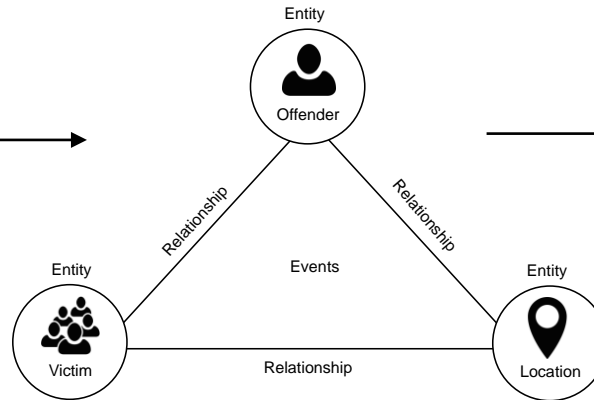 Entity
Offender
Relationship
Relationship
Events
Entity
Entity
Victim
Location
Relationship